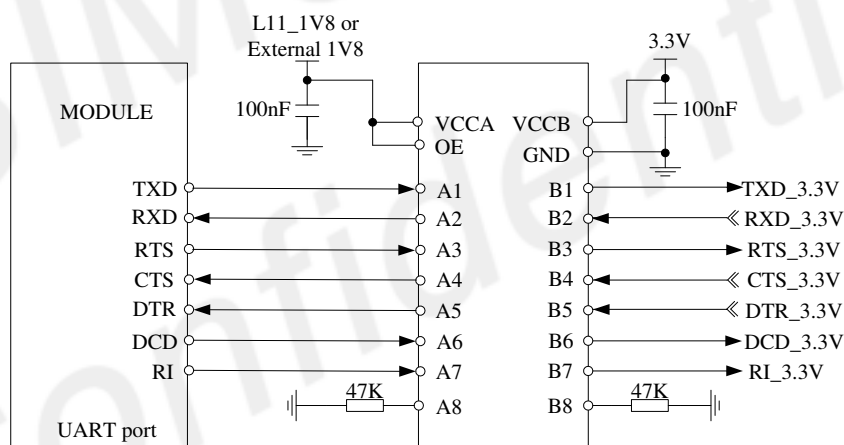 L11_1V8 or
External 1V8
3.3V
MODULE
100nF
100nF
VCCA VCCB
OE
GND
TXD A1 B1 TXD_3.3V
RXD A2 B2 RXD_3.3V
RTS A3 B3 RTS_3.3V
CTS A4 B4 CTS_3.3V
DTR A5 B5 DTR_3.3V
DCD A6 B6 DCD_3.3V
RI A7 B7 RI_3.3V
47K A8 B8 47K
UART port